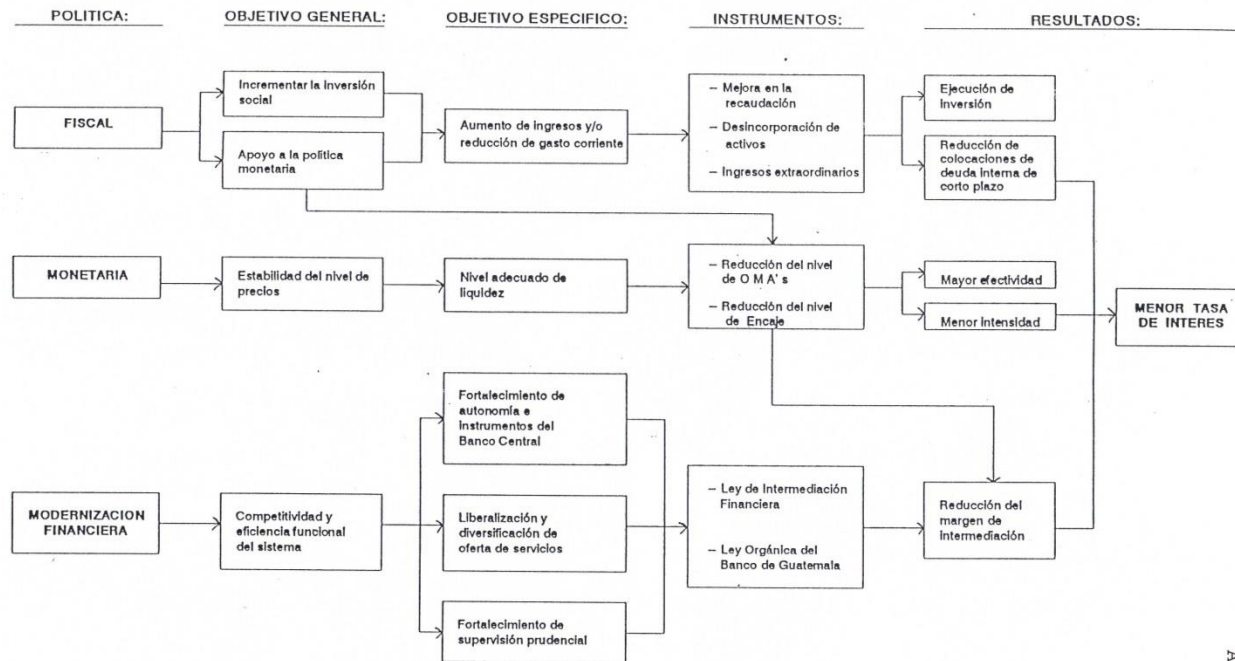 POLITICA:
OBJETIVO GENERAL:
OBJETIVO ESPECIFICO:
INSTRUMENTOS:
RESULTADOS:
FISCAL
Incrementar la inversión
social
Apoyo a la política
monetaria
Aumento de ingresos y/o
reducción de gasto corriente
– Mejora en la
recaudación
– Desincorporación de
activos
– Ingresos extraordinarios
Ejecución de
Inversión
Reducción de
colocaciones de
deuda interna de
corto plazo
MONETARIA
Estabilidad del nivel de
precios
Nivel adecuado de
liquidez
– Reducción del nivel
de O M A' s
– Reducción del nivel
de Encaje
Mayor efectividad
Menor intensidad
MENOR TASA
DE INTERES
MODERNIZACION
FINANCIERA
Competitividad y
eficiencia funcional
del sistema
Fortalecimiento de
autonomía e
Instrumentos del
Banco Central
Liberalización y
diversificación de
oferta de servicios
Fortalecimiento de
supervisión prudencial
– Ley de Intermediación
Financiera
– Ley Orgánica del
Banco de Guatemala
Reducción del
margen de
Intermediación
A